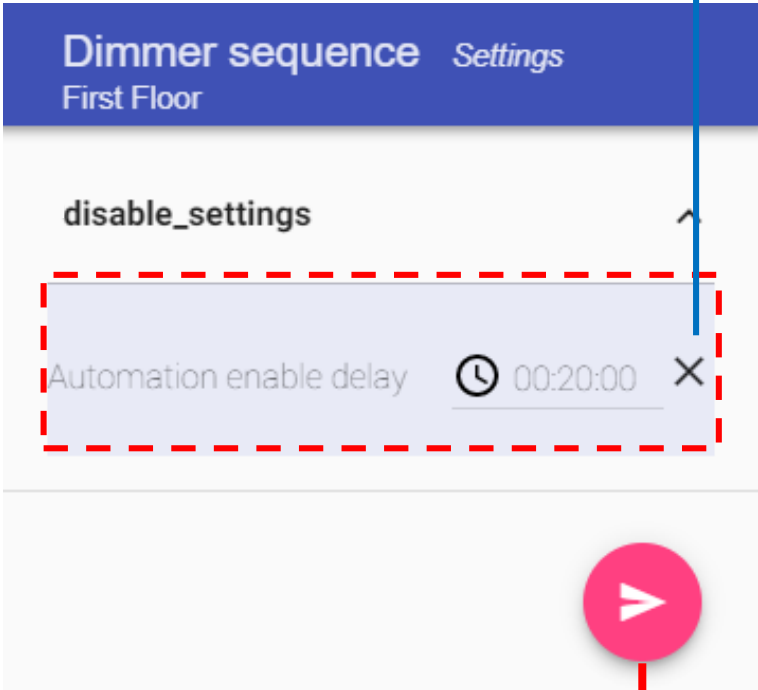 Dimmer sequence Settings
First Floor
disable_settings
Automation enable delay 00:20:00